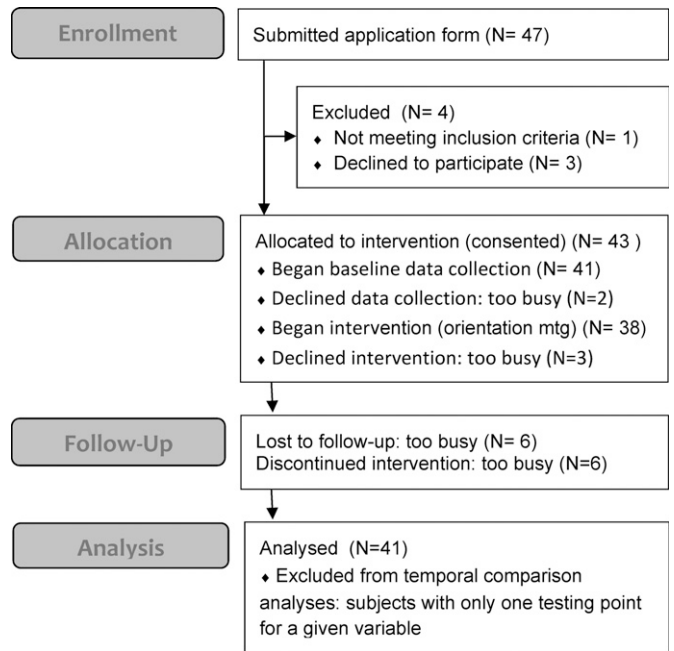 Enrollment
Submitted application form (N= 47)
Excluded (N= 4)
♦ Not meeting inclusion criteria (N= 1)
♦ Declined to participate (N= 3)
Allocation
Allocated to intervention (consented) (N= 43 )
♦ Began baseline data collection (N= 41)
♦ Declined data collection: too busy (N=2)
♦ Began intervention (orientation mtg) (N= 38)
♦ Declined intervention: too busy (N=3)
Follow-Up
Lost to follow-up: too busy (N= 6)
Discontinued intervention: too busy (N=6)
Analysis
Analysed (N=41)
♦ Excluded from temporal comparison
analyses: subjects with only one testing point
for a given variable